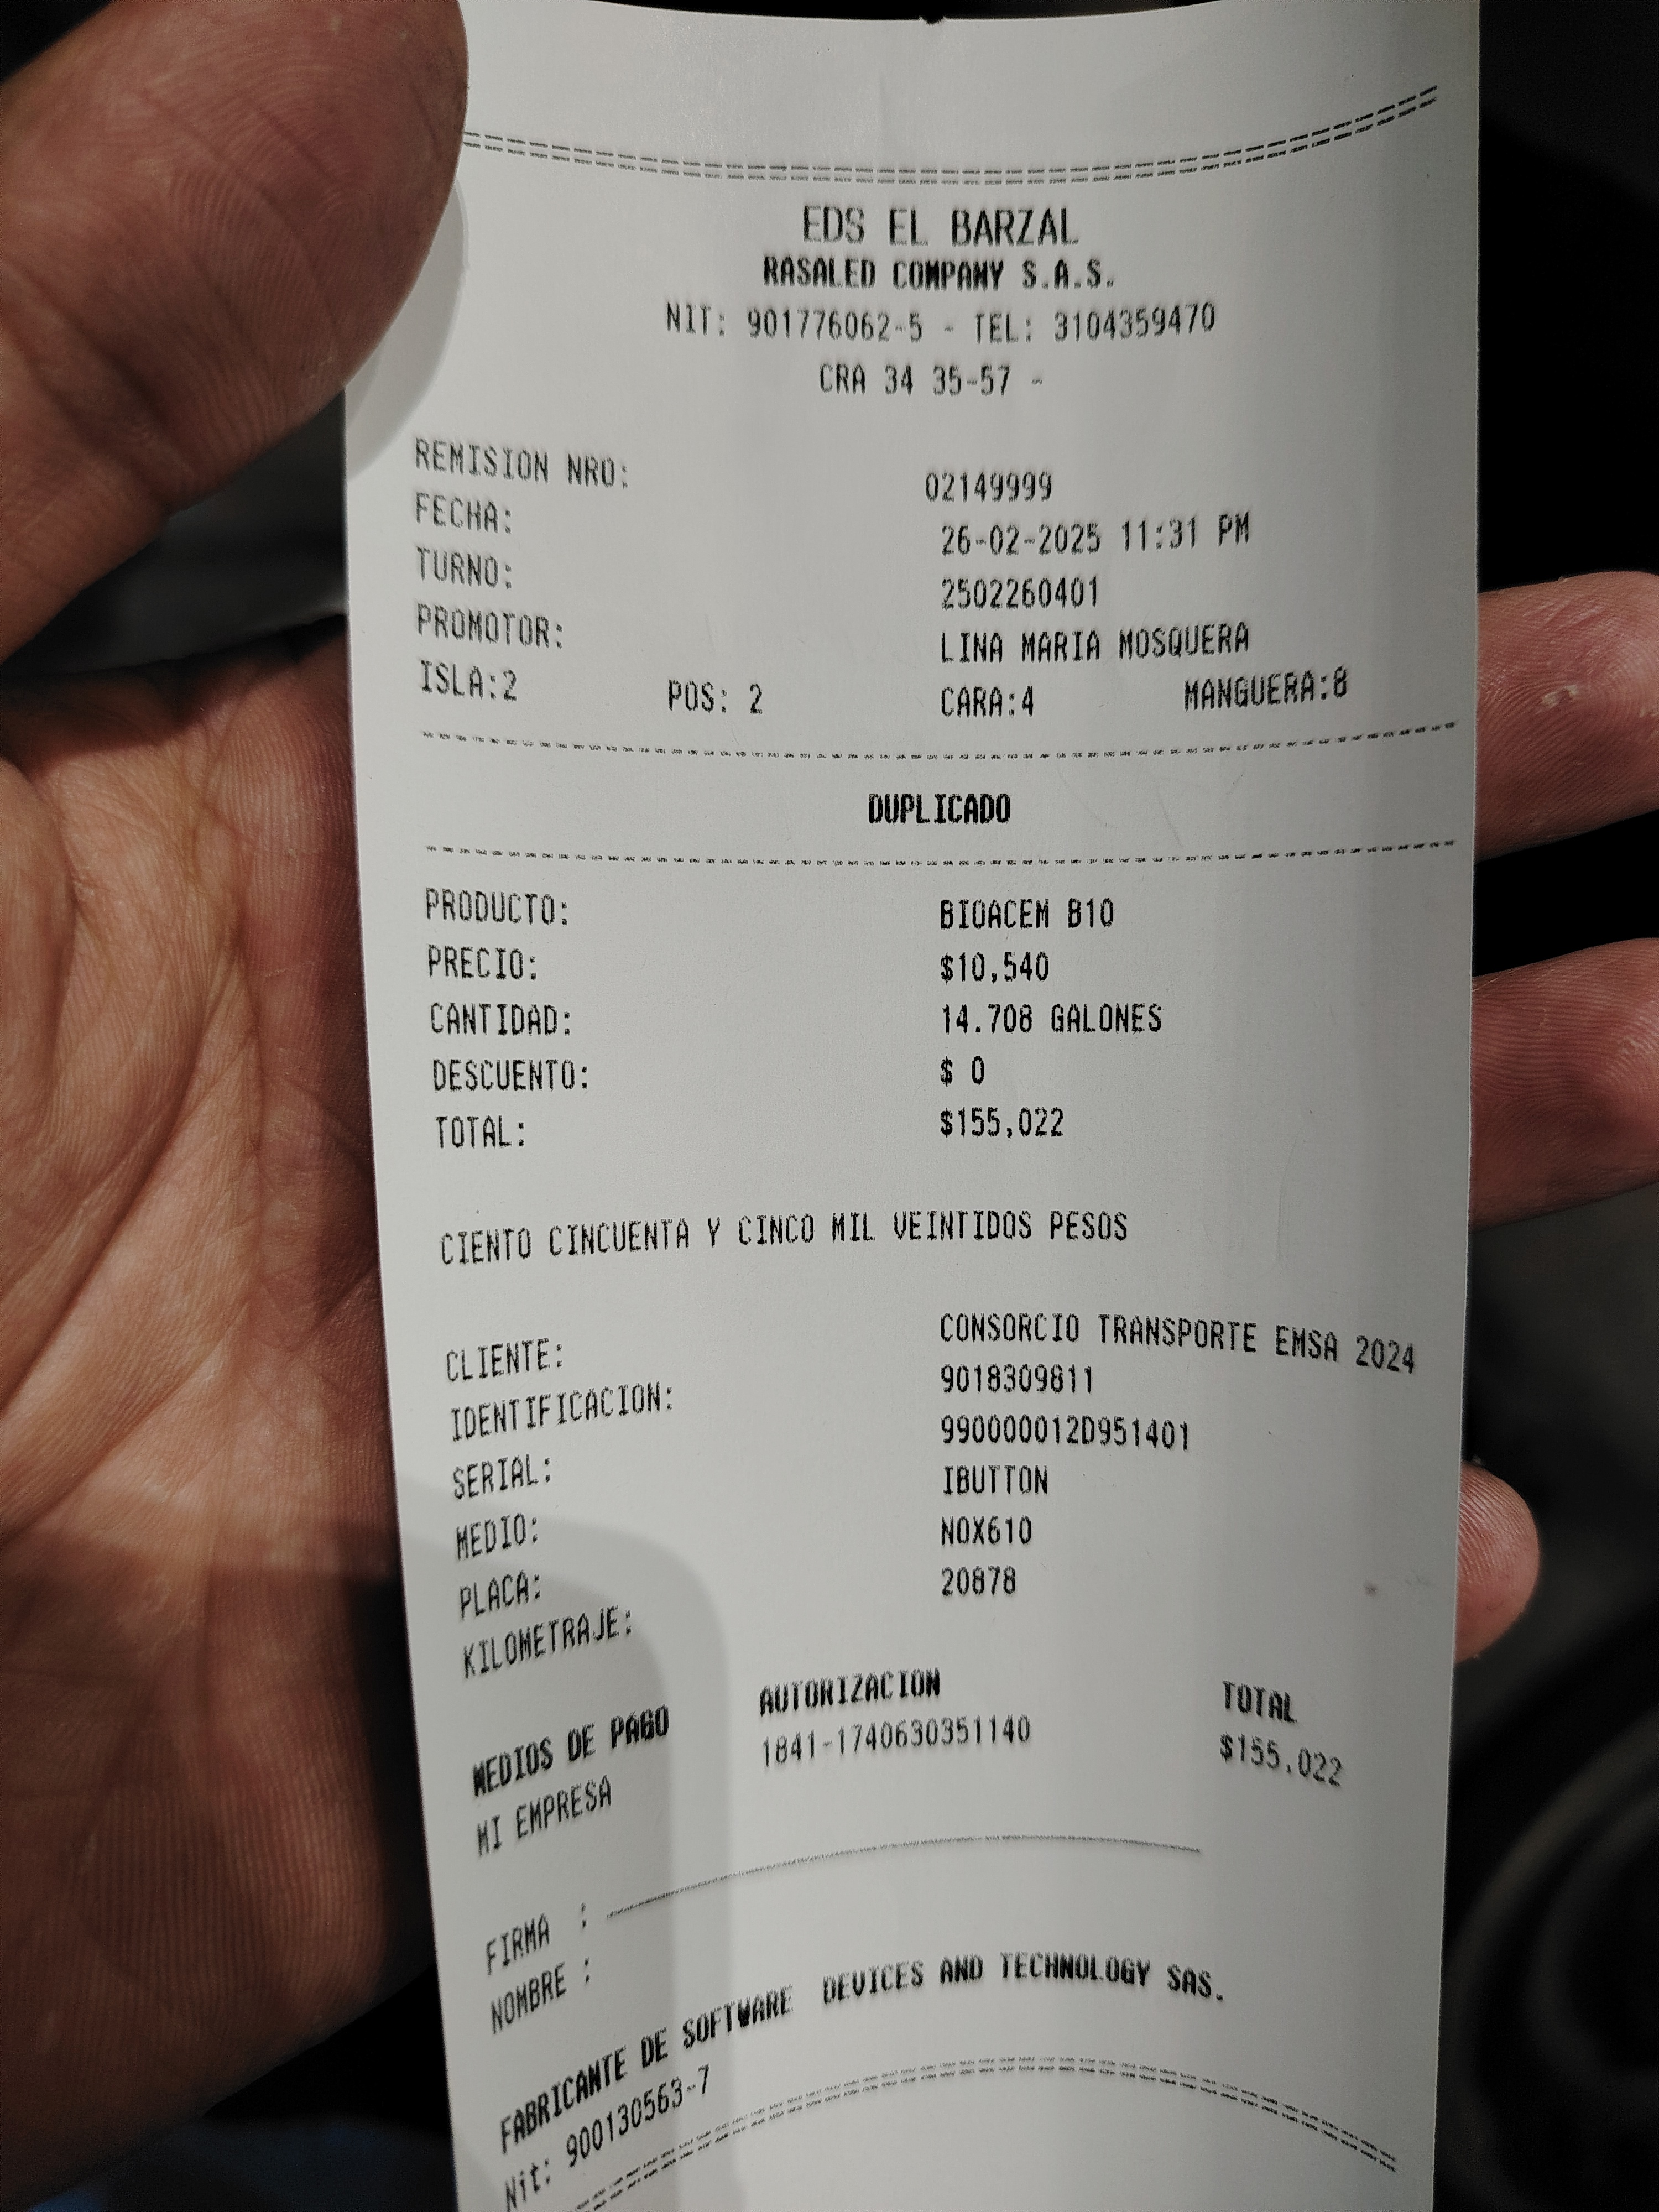 EDS EL BARZAL
RASALED COMPANY S.A.S.
NIT: 901776062-5 - TEL: 3104359470
CRA 34 35-57 -
REMISION NRO: 02149999
FECHA: 26-02-2025 11:31 PM
TURNO: 2502260401
PROMOTOR: LINA MARIA MOSQUERA
ISLA:2 POS: 2 CARA:4 MANGUERA:8
DUPLICADO
PRODUCTO: BIOACEM B10
PRECIO: $10,540
CANTIDAD: 14.708 GALONES
DESCUENTO: $ 0
TOTAL: $155,022
CIENTO CINCUENTA Y CINCO MIL VEINTIDOS PESOS
CLIENTE: CONSORCIO TRANSPORTE EMSA 2024
IDENTIFICACION: 9018309811
SERIAL: 990000012D951401
MEDIO: IBUTTON
PLACA: NOX610
KILOMETRAJE: 20878
MEDIOS DE PAGO AUTORIZACION TOTAL
MI EMPRESA 1841-1740630351140 $155,022
FIRMA :
NOMBRE :
FABRICANTE DE SOFTWARE DEVICES AND TECHNOLOGY SAS.
Nit: 900130563-7